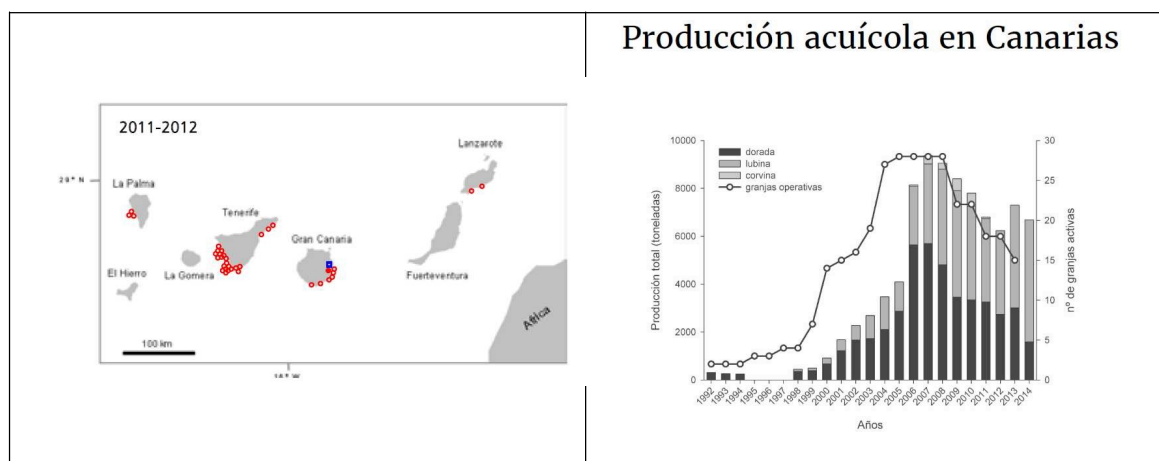 Producción acuícola en Canarias
2011-2012
Lanzarote
28° N
La Palma
Tenerife
Gran Canaria
El Hierro
La Gomera
Fuerteventura
Africa
100 km
16° W
10000
8000
6000
4000
2000
0
Producción total (toneladas)
dorada
lubina
corvina
granjas operativas
30
25
20
15
10
5
0
nº de granjas activas
1992
1993
1994
1995
1996
1997
1998
1999
2000
2001
2002
2003
2004
2005
2006
2007
2008
2009
2010
2011
2012
2013
2014
Años